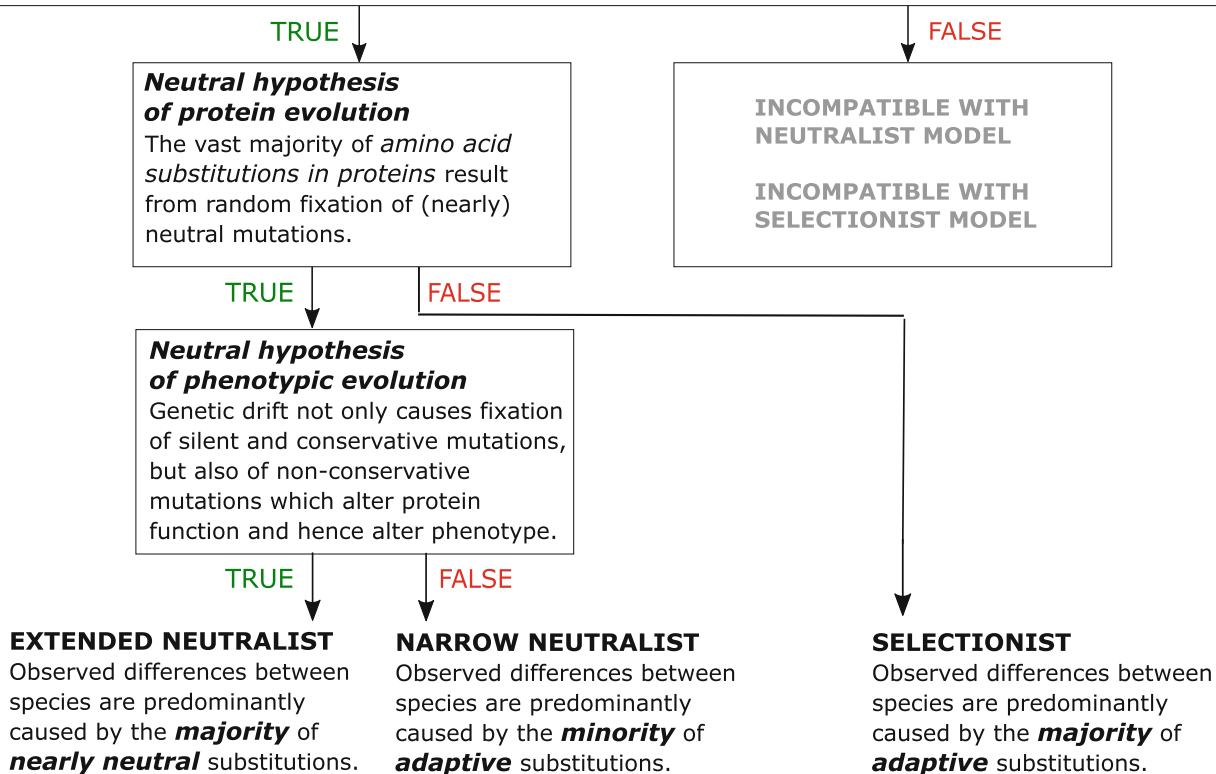 TRUE
FALSE
Neutral hypothesis
of protein evolution
The vast majority of amino acid
substitutions in proteins result
from random fixation of (nearly)
neutral mutations.
INCOMPATIBLE WITH
NEUTRALIST MODEL
INCOMPATIBLE WITH
SELECTIONIST MODEL
TRUE
FALSE
Neutral hypothesis
of phenotypic evolution
Genetic drift not only causes fixation
of silent and conservative mutations,
but also of non-conservative
mutations which alter protein
function and hence alter phenotype.
TRUE
FALSE
EXTENDED NEUTRALIST
Observed differences between
species are predominantly
caused by the majority of
nearly neutral substitutions.
NARROW NEUTRALIST
Observed differences between
species are predominantly
caused by the minority of
adaptive substitutions.
SELECTIONIST
Observed differences between
species are predominantly
caused by the majority of
adaptive substitutions.